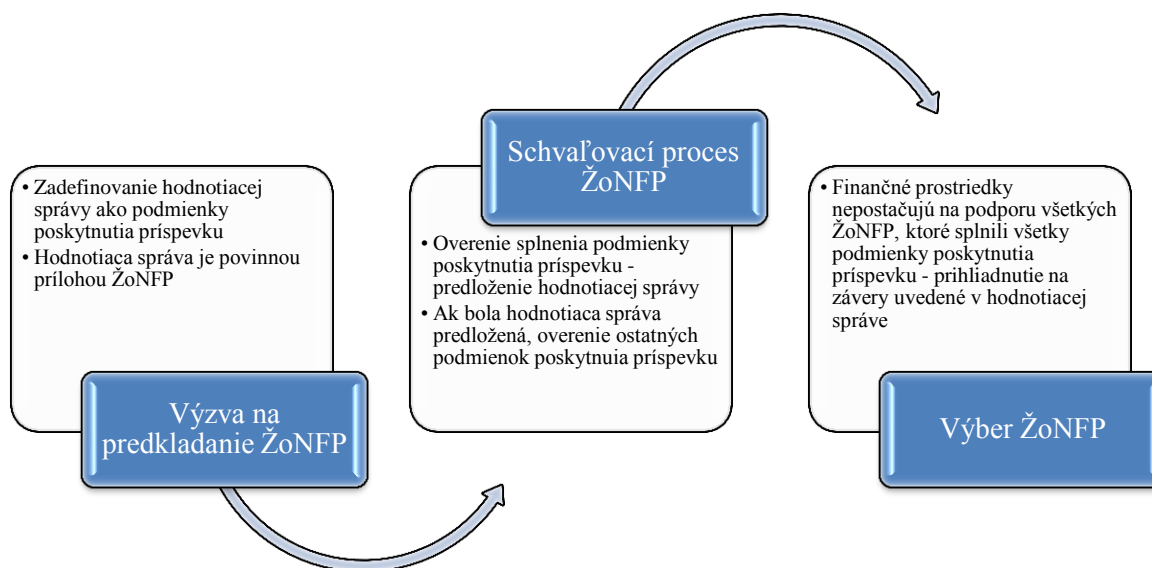 • Zadefinovanie hodnotiacej
správy ako podmienky
poskytnutia príspevku
• Hodnotiaca správa je povinnou
prílohou ŽoNFP
Výzva na
predkladanie ŽoNFP
Schvaľovací proces
ŽoNFP
• Overenie splnenia podmienky
poskytnutia príspevku -
predloženie hodnotiacej správy
• Ak bola hodnotiaca správa
predložená, overenie ostatných
podmienok poskytnuia príspevku
• Finančné prostriedky
nepostačujú na podporu všetkých
ŽoNFP, ktoré splnili všetky
podmienky poskytnutia
príspevku - prihliadnutie na
závery uvedené v hodnotiacej
správe
Výber ŽoNFP